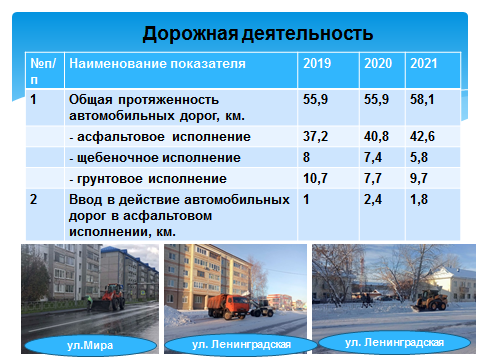 Дорожная деятельность
№п/п Наименование показателя 2019 2020 2021
1 Общая протяженность автомобильных дорог, км. 55,9 55,9 58,1
- асфальтовое исполнение 37,2 40,8 42,6
- щебеночное исполнение 8 7,4 5,8
- грунтовое исполнение 10,7 7,7 9,7
2 Ввод в действие автомобильных дорог в асфальтовом исполнении, км. 1 2,4 1,8
ул.Мира
ул. Ленинградская
ул. Ленинградская